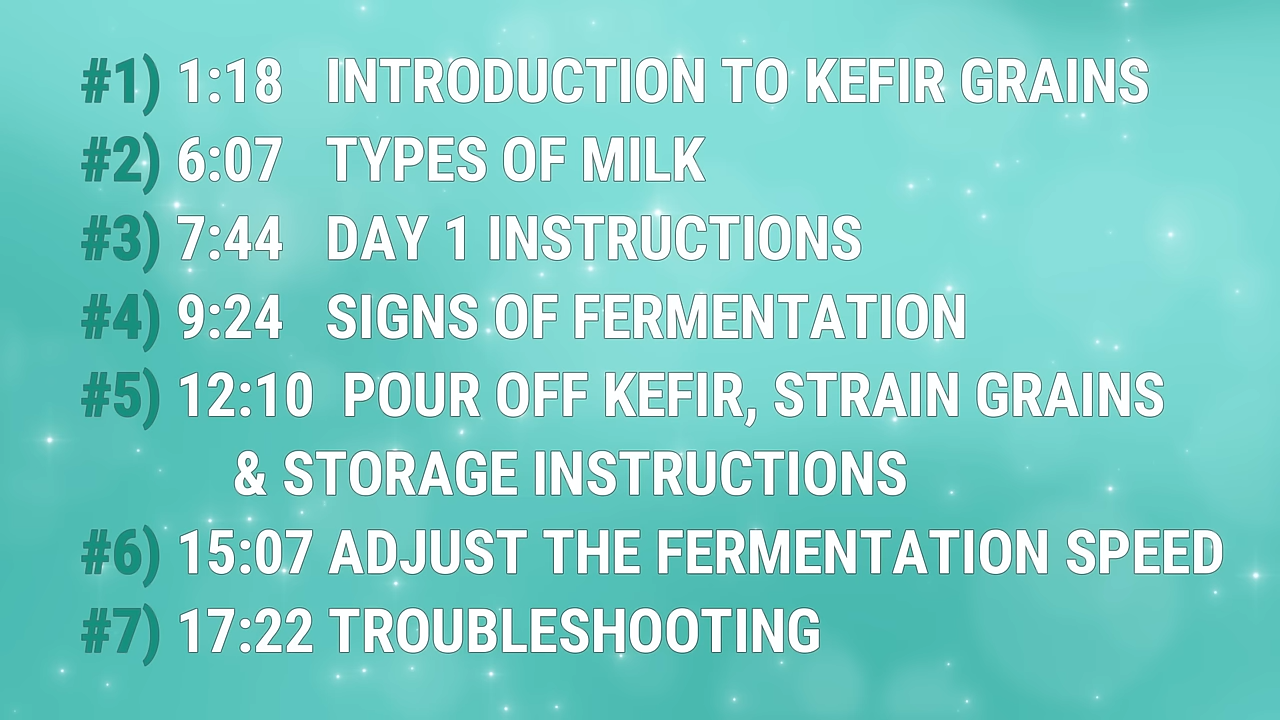 #1) 1:18 INTRODUCTION TO KEFIR GRAINS
#2) 6:07 TYPES OF MILK
#3) 7:44 DAY 1 INSTRUCTIONS
#4) 9:24 SIGNS OF FERMENTATION
#5) 12:10 POUR OFF KEFIR, STRAIN GRAINS
& STORAGE INSTRUCTIONS
#6) 15:07 ADJUST THE FERMENTATION SPEED
#7) 17:22 TROUBLESHOOTING